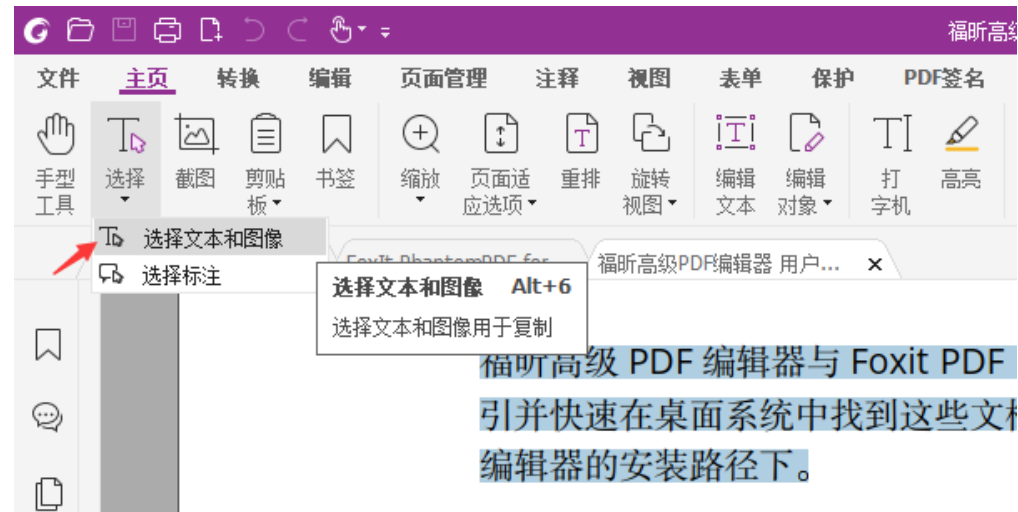 福昕高级
文件 主页 转换 编辑 页面管理 注释 视图 表单 保护 PDF签名
手型工具 选择 截图 剪贴板 书签 缩放 页面适应选项 重排 旋转视图 编辑文本 编辑对象 打字机 高亮
选择文本和图像
选择标注
FoxIt PhantomPDF for
福昕高级PDF编辑器 用户...
选择文本和图像 Alt+6
选择文本和图像用于复制
福昕高级 PDF 编辑器与 Foxit PDF
引并快速在桌面系统中找到这些文
编辑器的安装路径下。